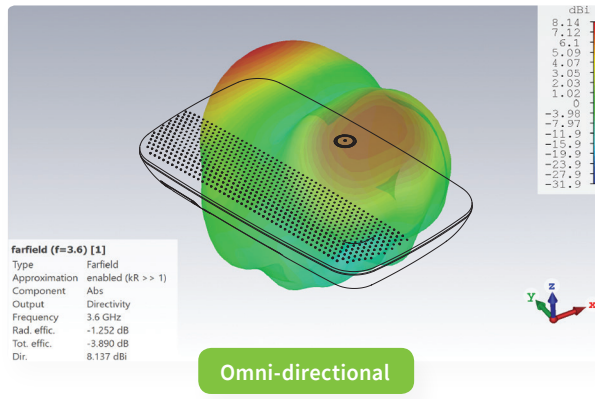 dBi
8.14
7.12
6.1
5.09
4.07
3.05
2.03
1.02
0
-3.98
-7.97
-11.9
-15.9
-19.9
-23.9
-27.9
-31.9
farfield (f=3.6) [1]
Type Farfield
Approximation enabled (kR >> 1)
Component Abs
Output Directivity
Frequency 3.6 GHz
Rad. effic. -1.252 dB
Tot. effic. -3.890 dB
Dir. 8.137 dBi
z
Y
x
Omni-directional